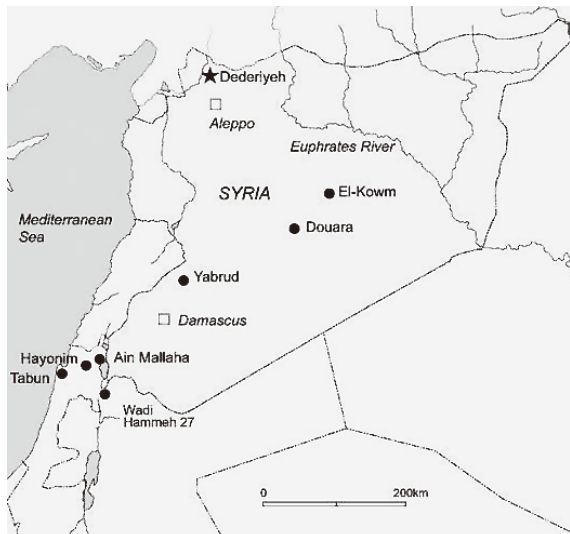 Dederiyeh
Aleppo
Euphrates River
SYRIA
El-Kowm
Mediterranean
Sea
Douara
Yabrud
Damascus
Hayonim
Ain Mallaha
Tabun
Wadi
Hammeh 27
0
200km